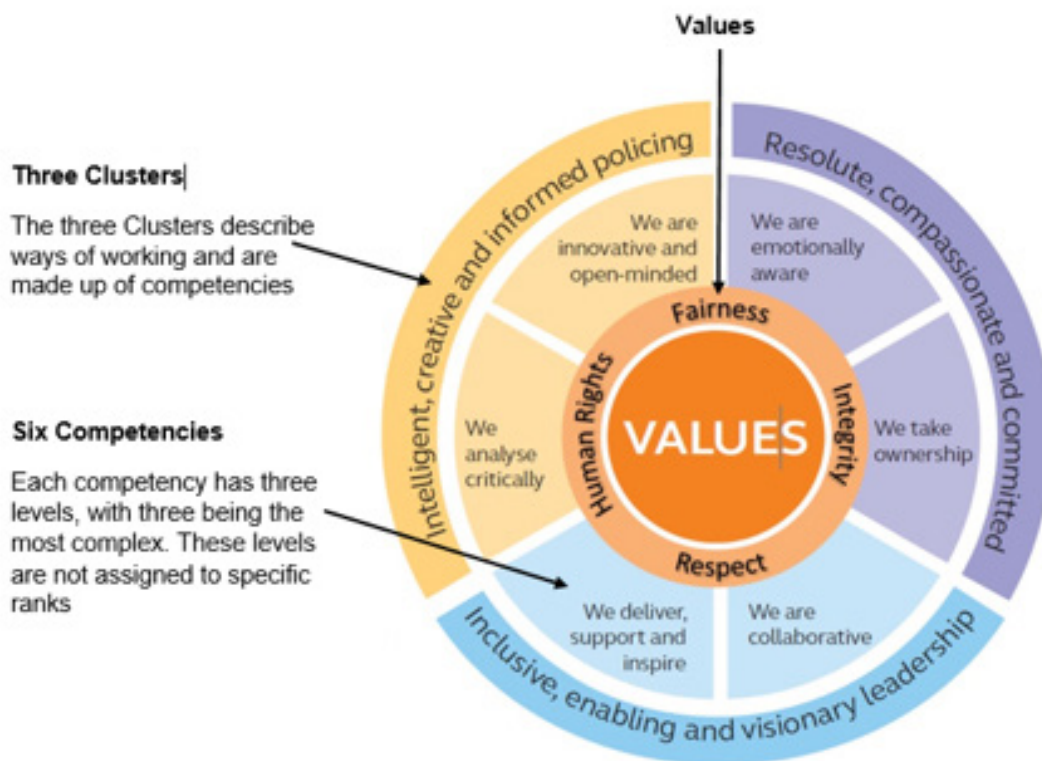 Values
Three Clusters
The three Clusters describe
ways of working and are
made up of competencies
Six Competencies
Each competency has three
levels, with three being the
most complex. These levels
are not assigned to specific
ranks
Intelligent, creative and informed policing
Resolute, compassionate and committed
Inclusive, enabling and visionary leadership
We are
innovative and
open-minded
We are
emotionally
aware
We
analyse
critically
We take
ownership
We deliver,
support and
inspire
We are
collaborative
Fairness
Human Rights
Integrity
Respect
VALUES